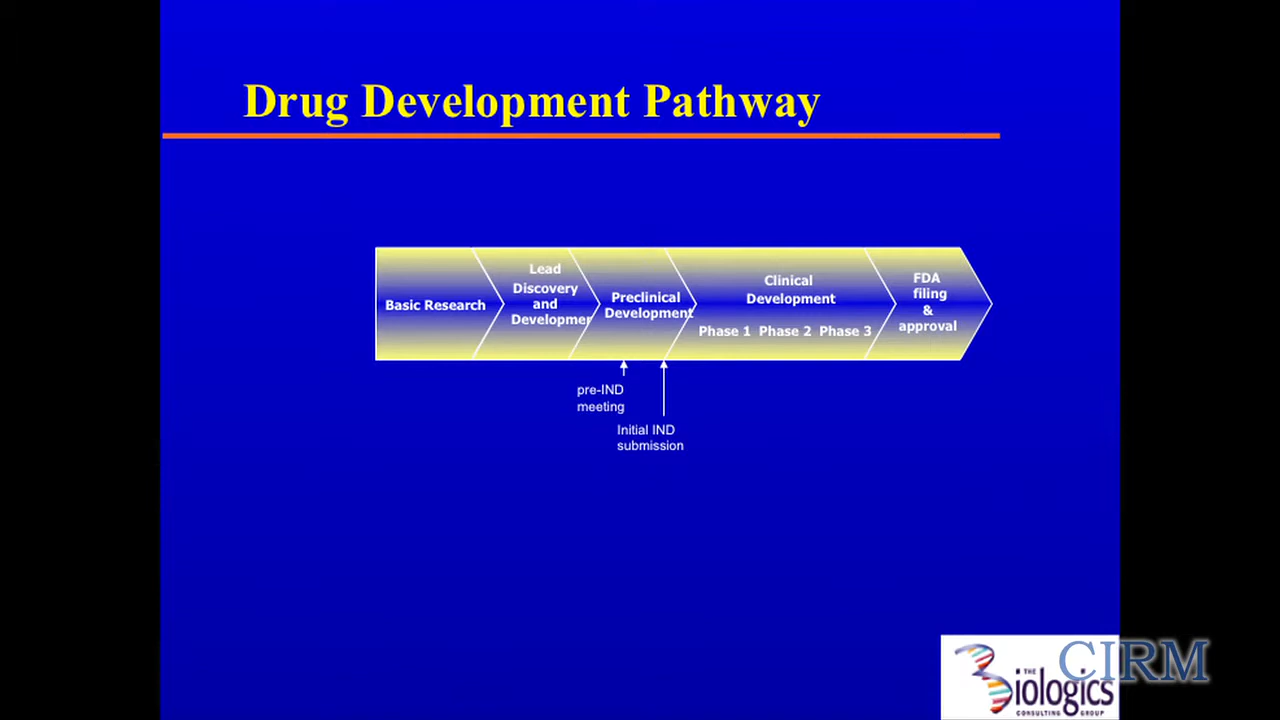 Drug Development Pathway
Basic Research
Lead
Discovery
and
Developmen
Preclinical
Development
Clinical
Development
Phase 1 Phase 2 Phase 3
FDA
filing
&
approval
pre-IND
meeting
Initial IND
submission
THE
Biologics
CONSULTING GROUP
CIRM